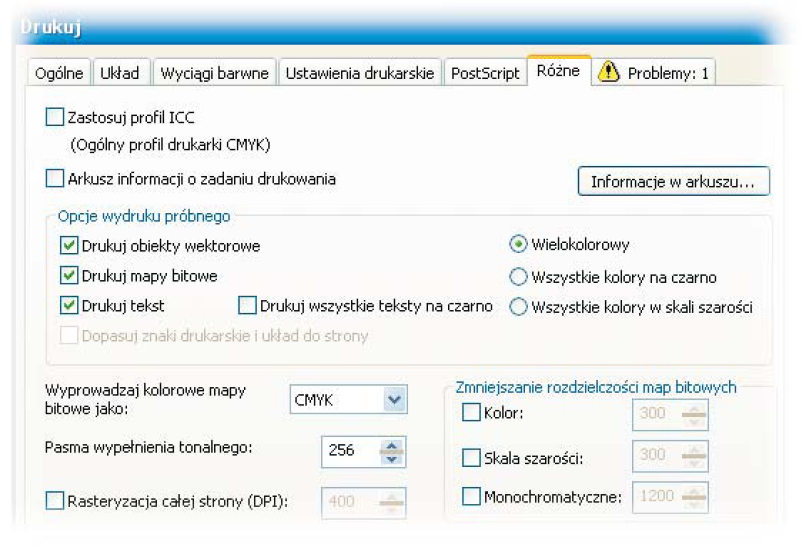 Drukuj
Ogólne Układ Wyciągi barwne Ustawienia drukarskie PostScript Różne Problemy: 1
Zastosuj profil ICC
(Ogólny profil drukarki CMYK)
Arkusz informacji o zadaniu drukowania Informacje w arkuszu...
Opcje wydruku próbnego
Drukuj obiekty wektorowe Wielokolorowy
Drukuj mapy bitowe Wszystkie kolory na czarno
Drukuj tekst Drukuj wszystkie teksty na czarno Wszystkie kolory w skali szarości
Dopasuj znaki drukarskie i układ do strony
Wyprowadzaj kolorowe mapy
bitowe jako: CMYK
Zmniejszanie rozdzielczości map bitowych
Kolor: 300
Pasma wypełnienia tonalnego: 256
Skala szarości: 300
Rasteryzacja całej strony (DPI): 400
Monochromatyczne: 1200